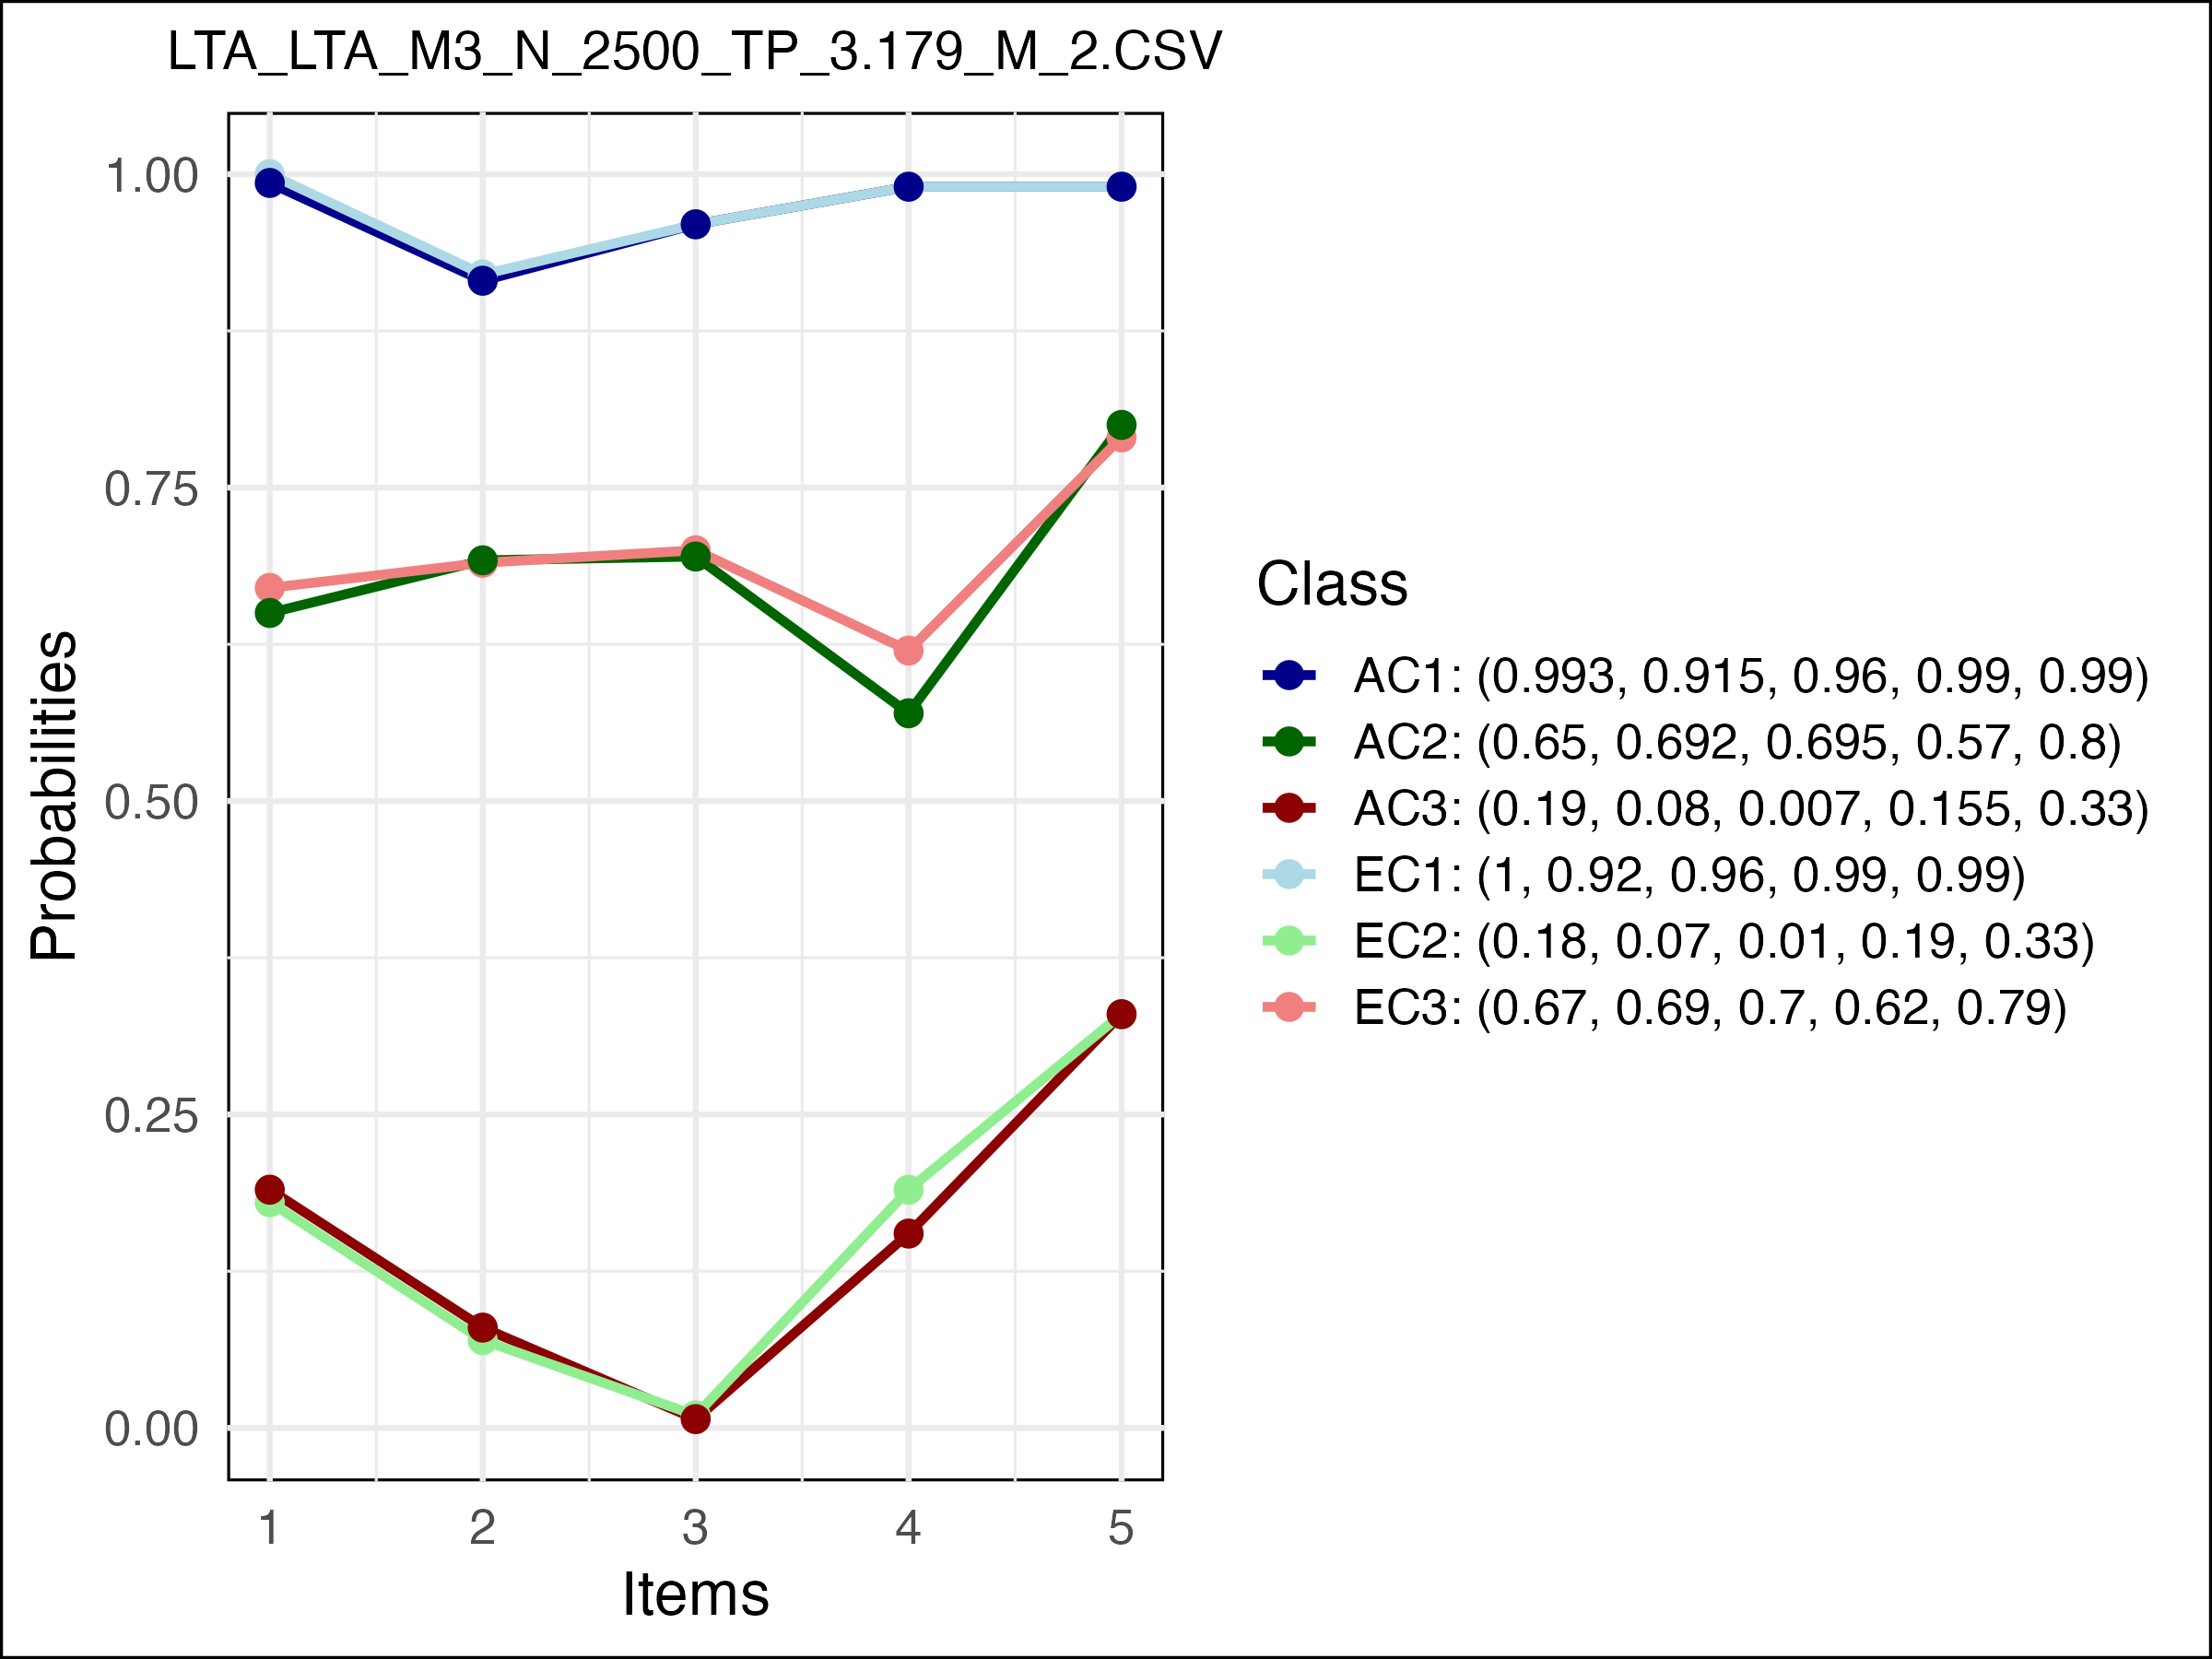 LTA_LTA_M3_N_2500_TP_3.179_M_2.CSV
1.00
0.75
0.50
0.25
0.00
Probabilities
1 2 3 4 5
Items
Class
AC1: (0.993, 0.915, 0.96, 0.99, 0.99)
AC2: (0.65, 0.692, 0.695, 0.57, 0.8)
AC3: (0.19, 0.08, 0.007, 0.155, 0.33)
EC1: (1, 0.92, 0.96, 0.99, 0.99)
EC2: (0.18, 0.07, 0.01, 0.19, 0.33)
EC3: (0.67, 0.69, 0.7, 0.62, 0.79)